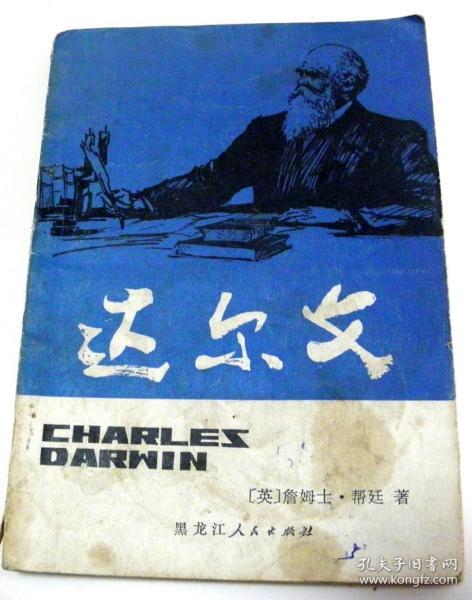 达尔文
CHARLES
DARWIN
〔英〕詹姆士·帮廷 著
黑龙江人民出版社
孔夫子旧书网
www.kongfz.com